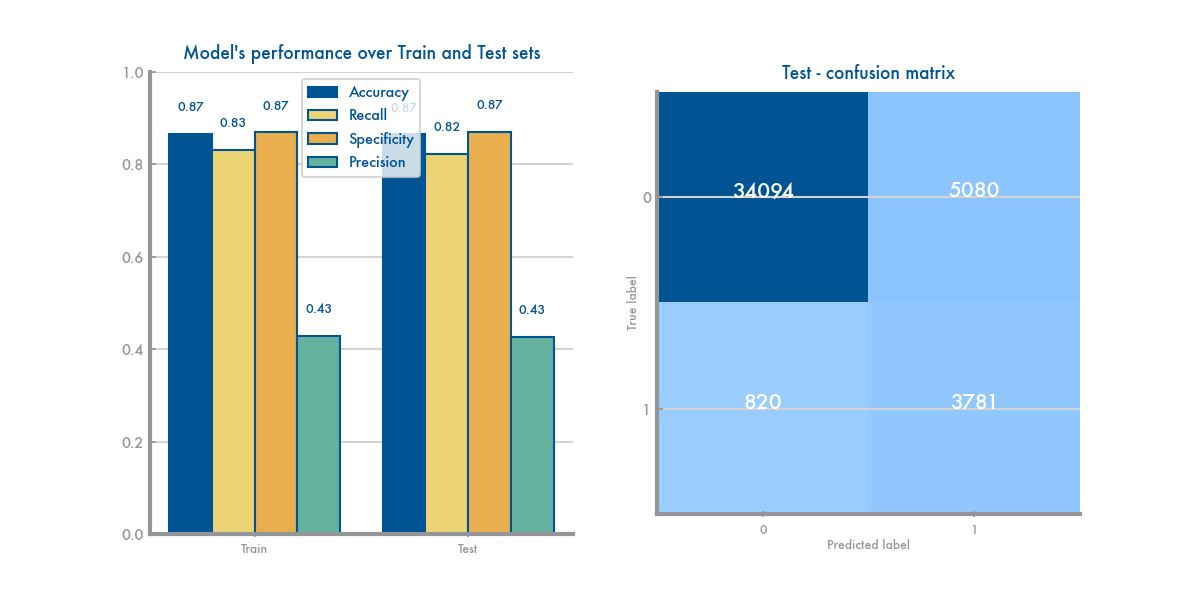 Model's performance over Train and Test sets
1.0
0.8
0.6
0.4
0.2
0.0
0.87
0.83
0.87
0.43
0.87
0.82
0.87
0.43
Accuracy
Recall
Specificity
Precision
Train
Test
Test - confusion matrix
True label
0
1
34094
5080
820
3781
0
1
Predicted label